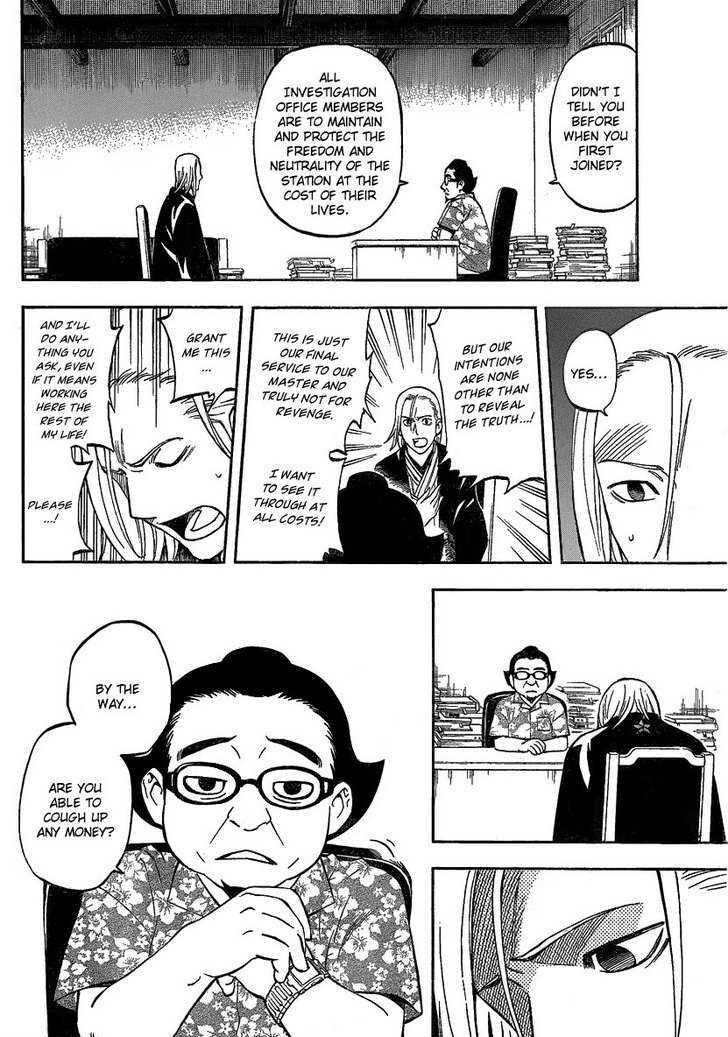 DIDN'T I
TELL YOU
BEFORE
WHEN YOU
FIRST
JOINED?
ALL
INVESTIGATION
OFFICE MEMBERS
ARE TO MAINTAIN
AND PROTECT THE
FREEDOM AND
NEUTRALITY OF THE
STATION AT THE
COST OF THEIR
LIVES.
YES...
BUT OUR
INTENTIONS
ARE NONE
OTHER THAN
TO REVEAL
THE TRUTH...!
THIS IS JUST
OUR FINAL
SERVICE TO OUR
MASTER AND
TRULY NOT FOR
REVENGE.
I WANT
TO SEE IT
THROUGH AT
ALL COSTS!
GRANT
ME THIS
...
AND I'LL
DO ANY-
THING YOU
ASK, EVEN
IF IT MEANS
WORKING
HERE THE
REST OF
MY LIFE!
PLEASE
...!
BY THE
WAY...
ARE YOU
ABLE TO
COUGH UP
ANY MONEY?